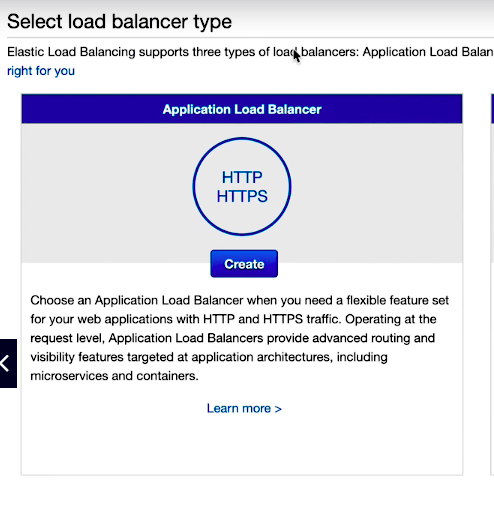 Select load balancer type
Elastic Load Balancing supports three types of load balancers: Application Load Balan
right for you
Application Load Balancer
HTTP
HTTPS
Create
Choose an Application Load Balancer when you need a flexible feature set
for your web applications with HTTP and HTTPS traffic. Operating at the
request level, Application Load Balancers provide advanced routing and
visibility features targeted at application architectures, including
microservices and containers.
Learn more >